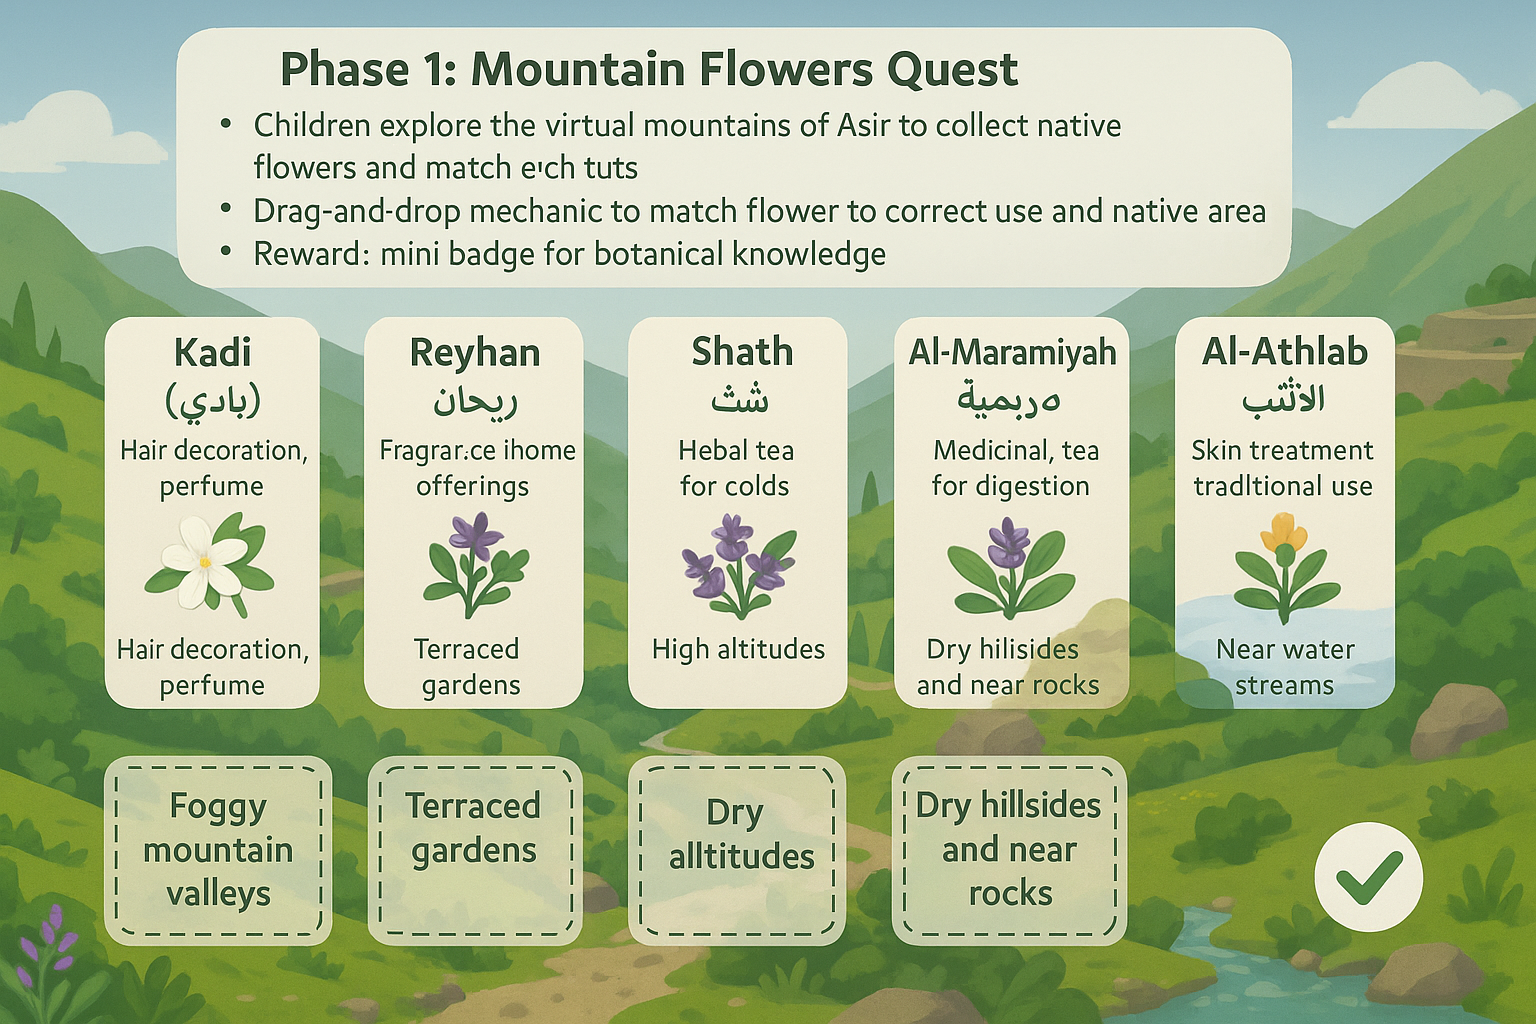 Phase 1: Mountain Flowers Quest
• Children explore the virtual mountains of Asir to collect native
flowers and match tuts
• Drag-and-drop mechanic to match flower to correct use and native area
• Reward: mini badge for botanical knowledge
Kadi
(بادي)
Hair decoration,
perfume
Hair decoration,
perfume
Reyhan
ريحان
Fragrar.ce ihome
offerings
Terraced
gardens
Shath
شث
Hebal tea
for colds
High altitudes
Al-Maramiyah
Medicinal, tea
for digestion
Dry hilisides
and near rocks
Al-Athlab
Skin treatment
tradltional use
Near water
streams
Foggy
mountain
valleys
Terraced
gardens
Dry
alltitudes
Dry hillsides
and near
rocks